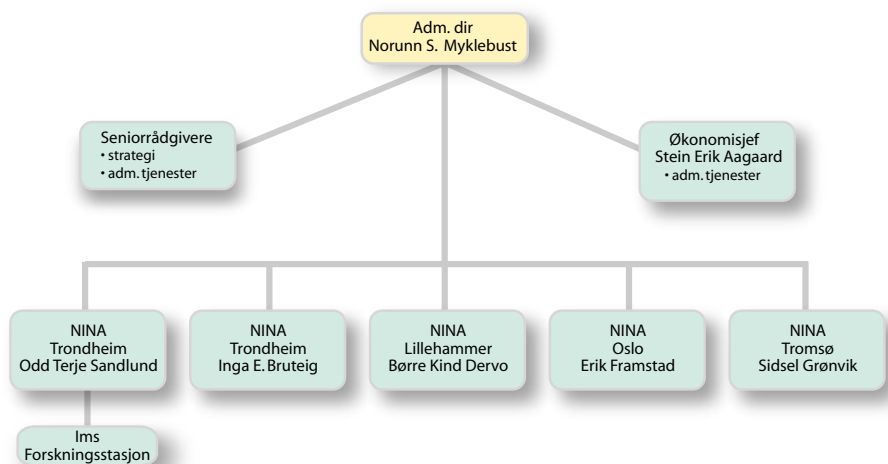 Adm. dir
Norunn S. Myklebust
Seniorrådgivere
• strategi
• adm. tjenester
Økonomisjef
Stein Erik Aagaard
• adm. tjenester
NINA
Trondheim
Odd Terje Sandlund
NINA
Trondheim
Inga E. Bruteig
NINA
Lillehammer
Børre Kind Dervo
NINA
Oslo
Erik Framstad
NINA
Tromsø
Sidsel Grønvik
Ims
Forskningsstasjon